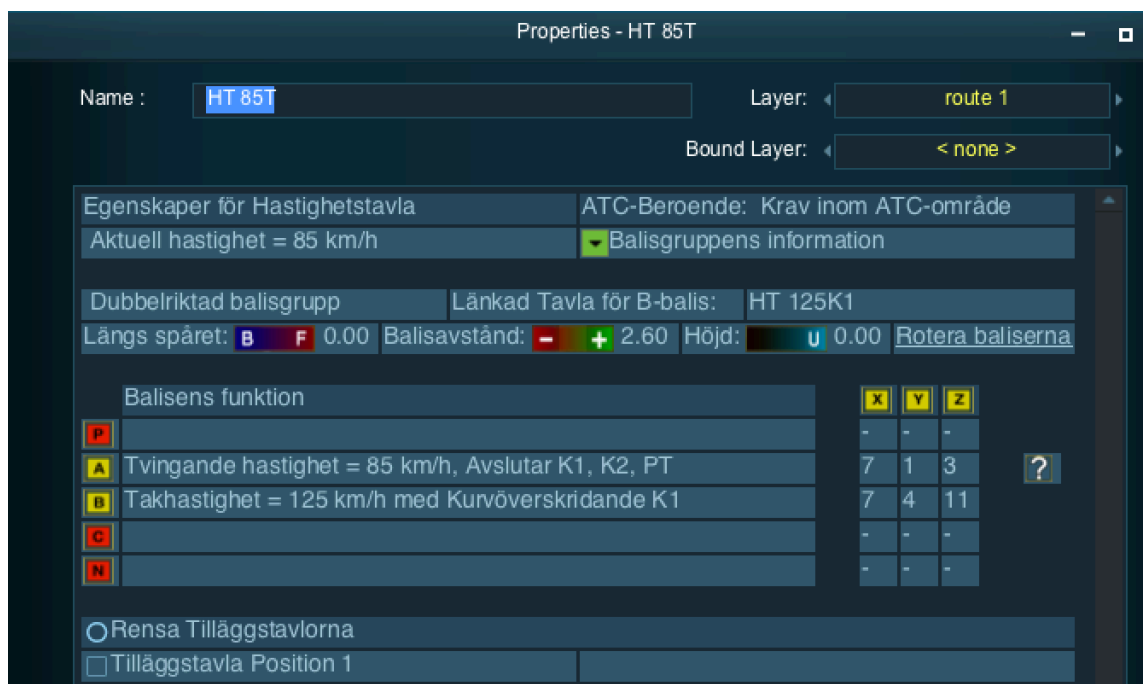 Properties - HT 85T
Name : HT 85T Layer: route 1
Bound Layer: < none >
Egenskaper för Hastighetstavla ATC-Beroende: Krav inom ATC-område
Aktuell hastighet = 85 km/h Balisgruppens information
Dubbelriktad balisgrupp Länkad Tavla för B-balis: HT 125K1
Längs spåret: B F 0.00 Balisavstånd: - + 2.60 Höjd: U 0.00 Rotera baliserna
Balisens funktion X Y Z
P - - -
A Tvingande hastighet = 85 km/h, Avslutar K1, K2, PT 7 1 3 ?
B Takhastighet = 125 km/h med Kurvöverskridande K1 7 4 11
C - - -
N - - -
Rensa Tilläggstavlorna
Tilläggstavla Position 1